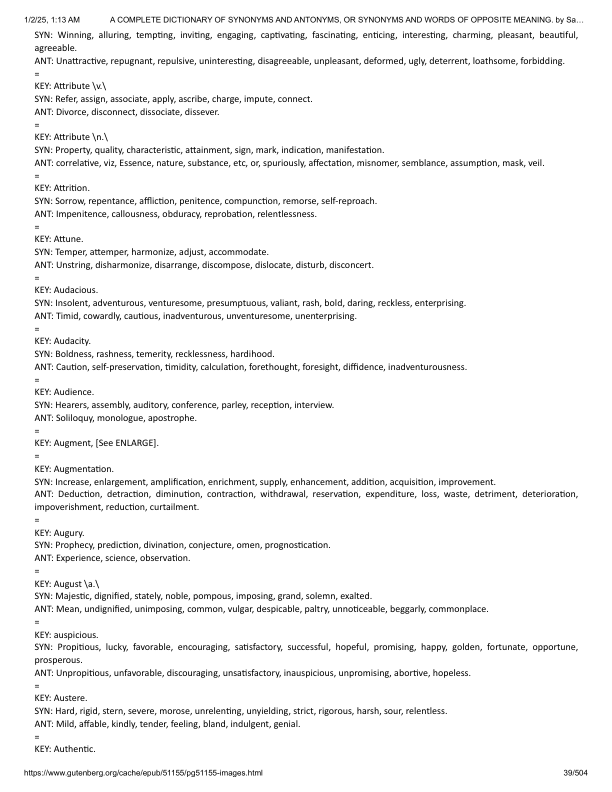 1/2/25, 1:13 AM A COMPLETE DICTIONARY OF SYNONYMS AND ANTONYMS, OR SYNONYMS AND WORDS OF OPPOSITE MEANING. by Sa…
SYN: Winning, alluring, tempting, inviting, engaging, captivating, fascinating, enticing, interesting, charming, pleasant, beautiful,
agreeable.
ANT: Unattractive, repugnant, repulsive, uninteresting, disagreeable, unpleasant, deformed, ugly, deterrent, loathsome, forbidding.
=
KEY: Attribute \v.\
SYN: Refer, assign, associate, apply, ascribe, charge, impute, connect.
ANT: Divorce, disconnect, dissociate, dissever.
=
KEY: Attribute \n.\
SYN: Property, quality, characteristic, attainment, sign, mark, indication, manifestation.
ANT: correlative, viz, Essence, nature, substance, etc, or, spuriously, affectation, misnomer, semblance, assumption, mask, veil.
=
KEY: Attrition.
SYN: Sorrow, repentance, affliction, penitence, compunction, remorse, self-reproach.
ANT: Impenitence, callousness, obduracy, reprobation, relentlessness.
=
KEY: Attune.
SYN: Temper, attemper, harmonize, adjust, accommodate.
ANT: Unstring, disharmonize, disarrange, discompose, dislocate, disturb, disconcert.
=
KEY: Audacious.
SYN: Insolent, adventurous, venturesome, presumptuous, valiant, rash, bold, daring, reckless, enterprising.
ANT: Timid, cowardly, cautious, inadventurous, unventuresome, unenterprising.
=
KEY: Audacity.
SYN: Boldness, rashness, temerity, recklessness, hardihood.
ANT: Caution, self-preservation, timidity, calculation, forethought, foresight, diffidence, inadventurousness.
=
KEY: Audience.
SYN: Hearers, assembly, auditory, conference, parley, reception, interview.
ANT: Soliloquy, monologue, apostrophe.
=
KEY: Augment, [See ENLARGE].
=
KEY: Augmentation.
SYN: Increase, enlargement, amplification, enrichment, supply, enhancement, addition, acquisition, improvement.
ANT: Deduction, detraction, diminution, contraction, withdrawal, reservation, expenditure, loss, waste, detriment, deterioration,
impoverishment, reduction, curtailment.
=
KEY: Augury.
SYN: Prophecy, prediction, divination, conjecture, omen, prognostication.
ANT: Experience, science, observation.
=
KEY: August \a.\
SYN: Majestic, dignified, stately, noble, pompous, imposing, grand, solemn, exalted.
ANT: Mean, undignified, unimposing, common, vulgar, despicable, paltry, unnoticeable, beggarly, commonplace.
=
KEY: auspicious.
SYN: Propitious, lucky, favorable, encouraging, satisfactory, successful, hopeful, promising, happy, golden, fortunate, opportune,
prosperous.
ANT: Unpropitious, unfavorable, discouraging, unsatisfactory, inauspicious, unpromising, abortive, hopeless.
=
KEY: Austere.
SYN: Hard, rigid, stern, severe, morose, unrelenting, unyielding, strict, rigorous, harsh, sour, relentless.
ANT: Mild, affable, kindly, tender, feeling, bland, indulgent, genial.
=
KEY: Authentic.
https://www.gutenberg.org/cache/epub/51155/pg51155-images.html 39/504